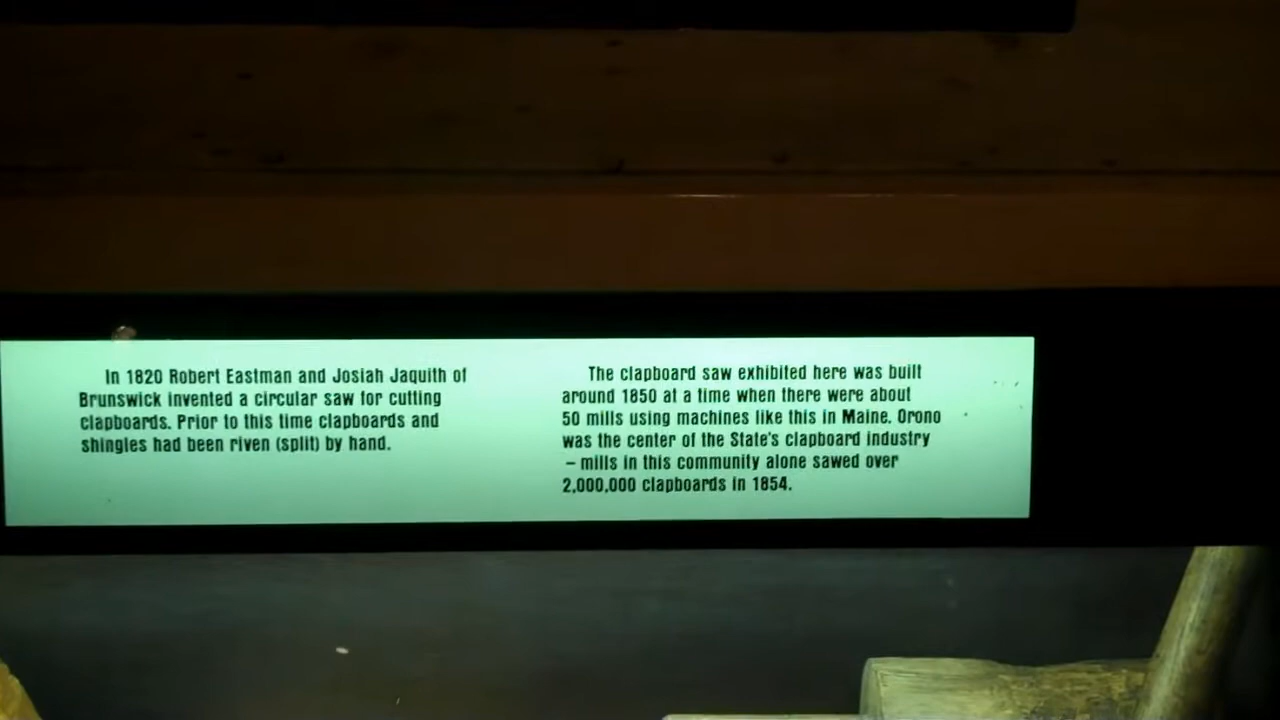 In 1820 Robert Eastman and Josiah Jaquith of
Brunswick invented a circular saw for cutting
clapboards. Prior to this time clapboards and
shingles had been riven (split) by hand.
The clapboard saw exhibited here was built
around 1850 at a time when there were about
50 mills using machines like this in Maine. Orono
was the center of the State's clapboard industry
– mills in this community alone sawed over
2,000,000 clapboards in 1854.